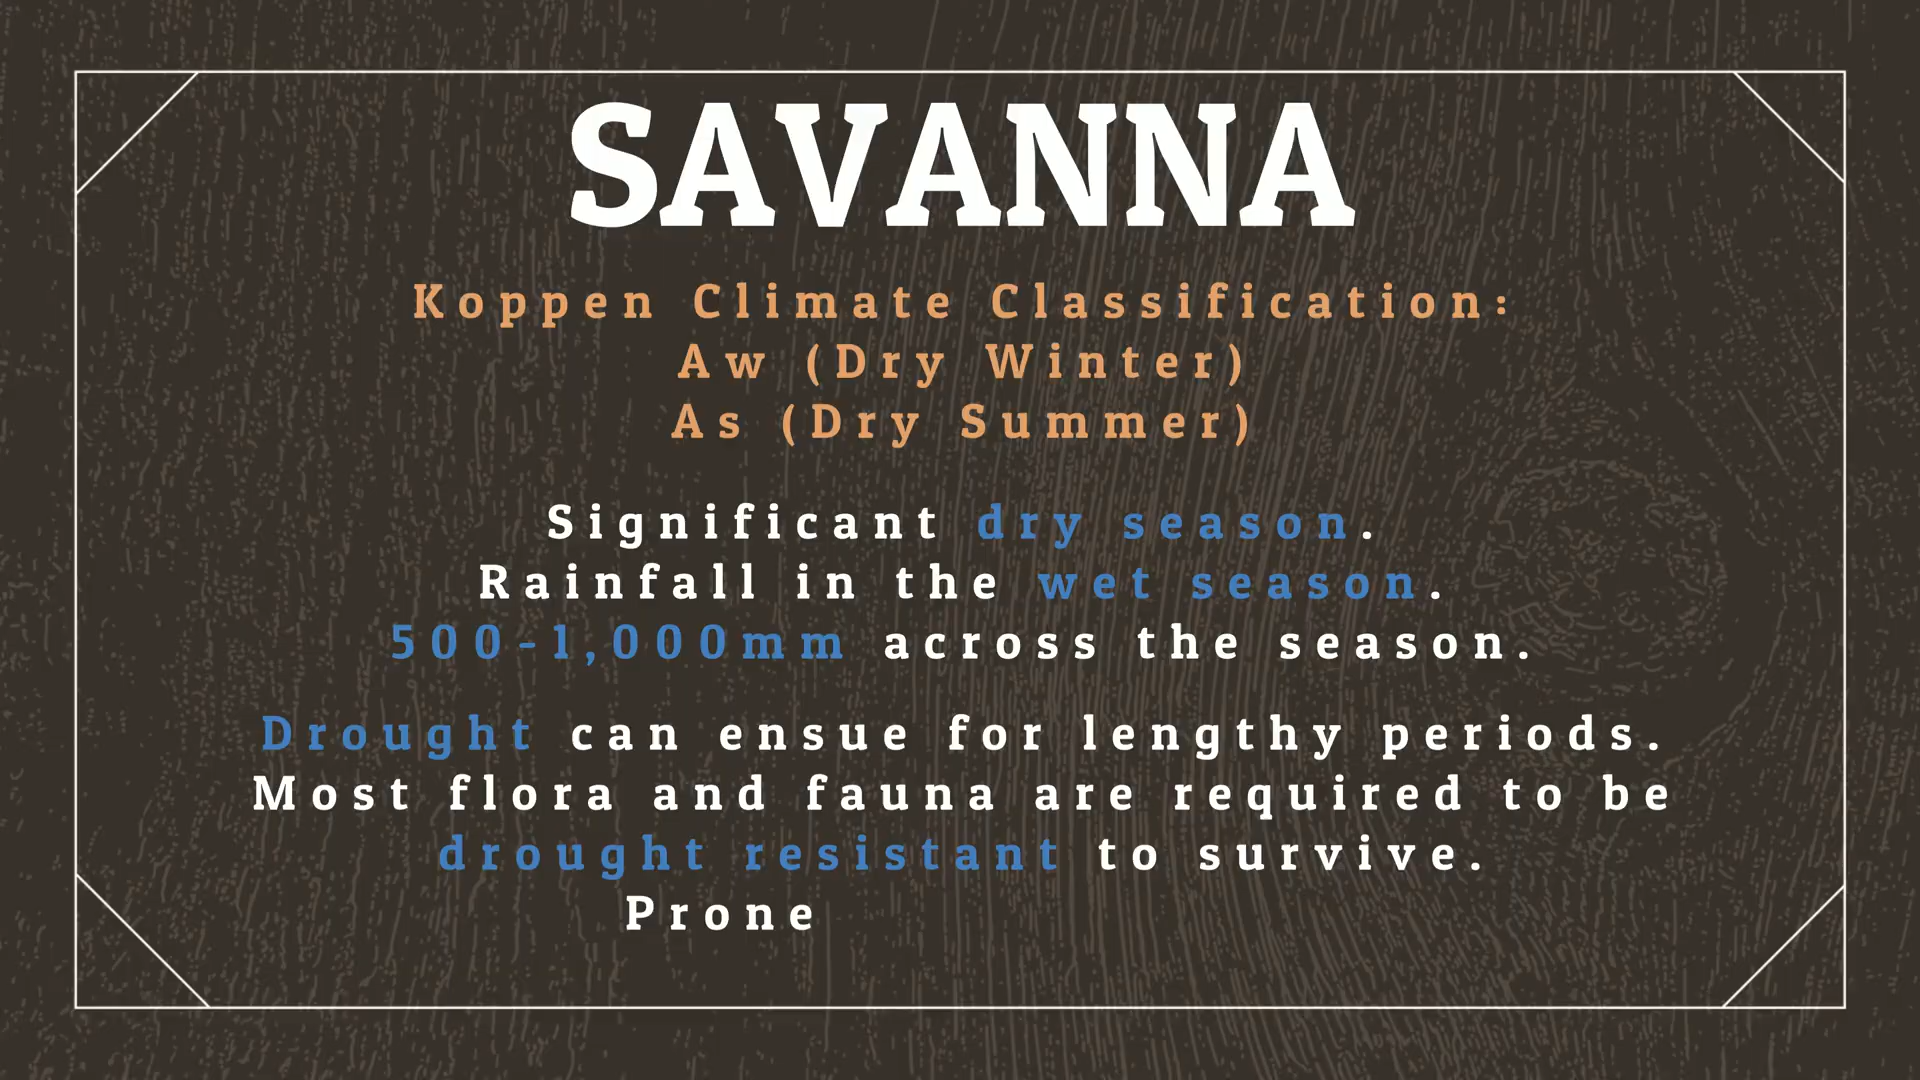 SAVANNA
Koppen Climate Classification:
Aw (Dry Winter)
As (Dry Summer)
Significant dry season.
Rainfall in the wet season.
500-1,000mm across the season.
Drought can ensue for lengthy periods.
Most flora and fauna are required to be
drought resistant to survive.
Prone